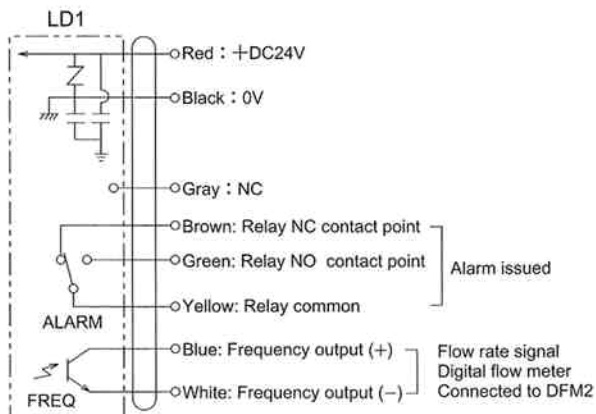 LD1
Red : +DC24V
Black : 0V
Gray : NC
Brown: Relay NC contact point
Green: Relay NO contact point
Alarm issued
Yellow: Relay common
ALARM
Blue: Frequency output (+)
White: Frequency output (−)
Flow rate signal
Digital flow meter
Connected to DFM2
FREQ